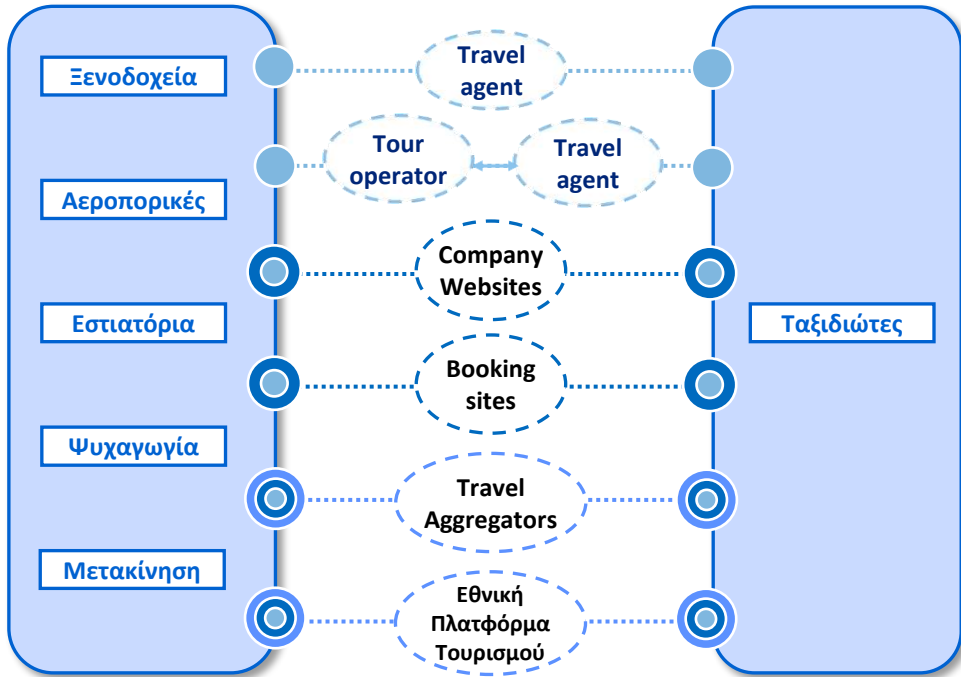 Ξενοδοχεία
Αεροπορικές
Εστιατόρια
Ψυχαγωγία
Μετακίνηση
Travel
agent
Tour
operator
Travel
agent
Company
Websites
Booking
sites
Travel
Aggregators
Εθνική
Πλατφόρμα
Τουρισμού
Ταξιδιώτες